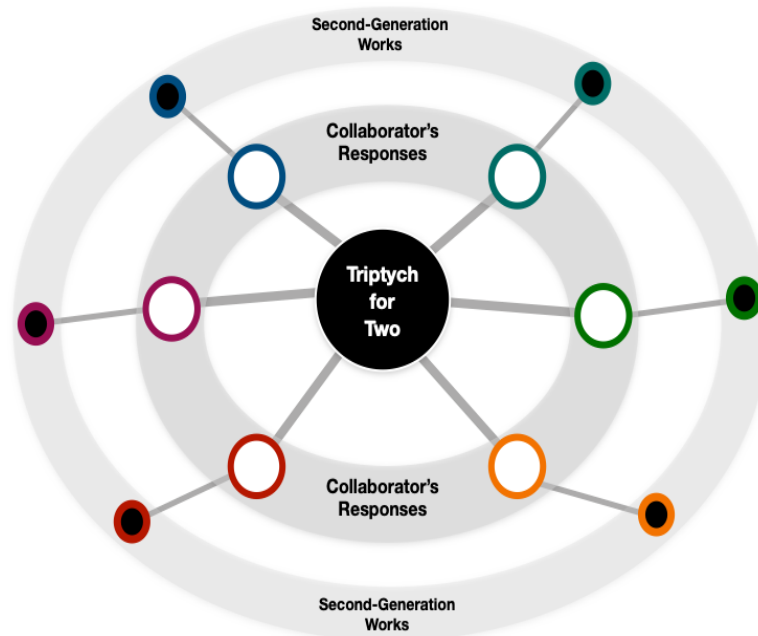 Second-Generation
Works
Collaborator's
Responses
Triptych
for
Two
Collaborator's
Responses
Second-Generation
Works